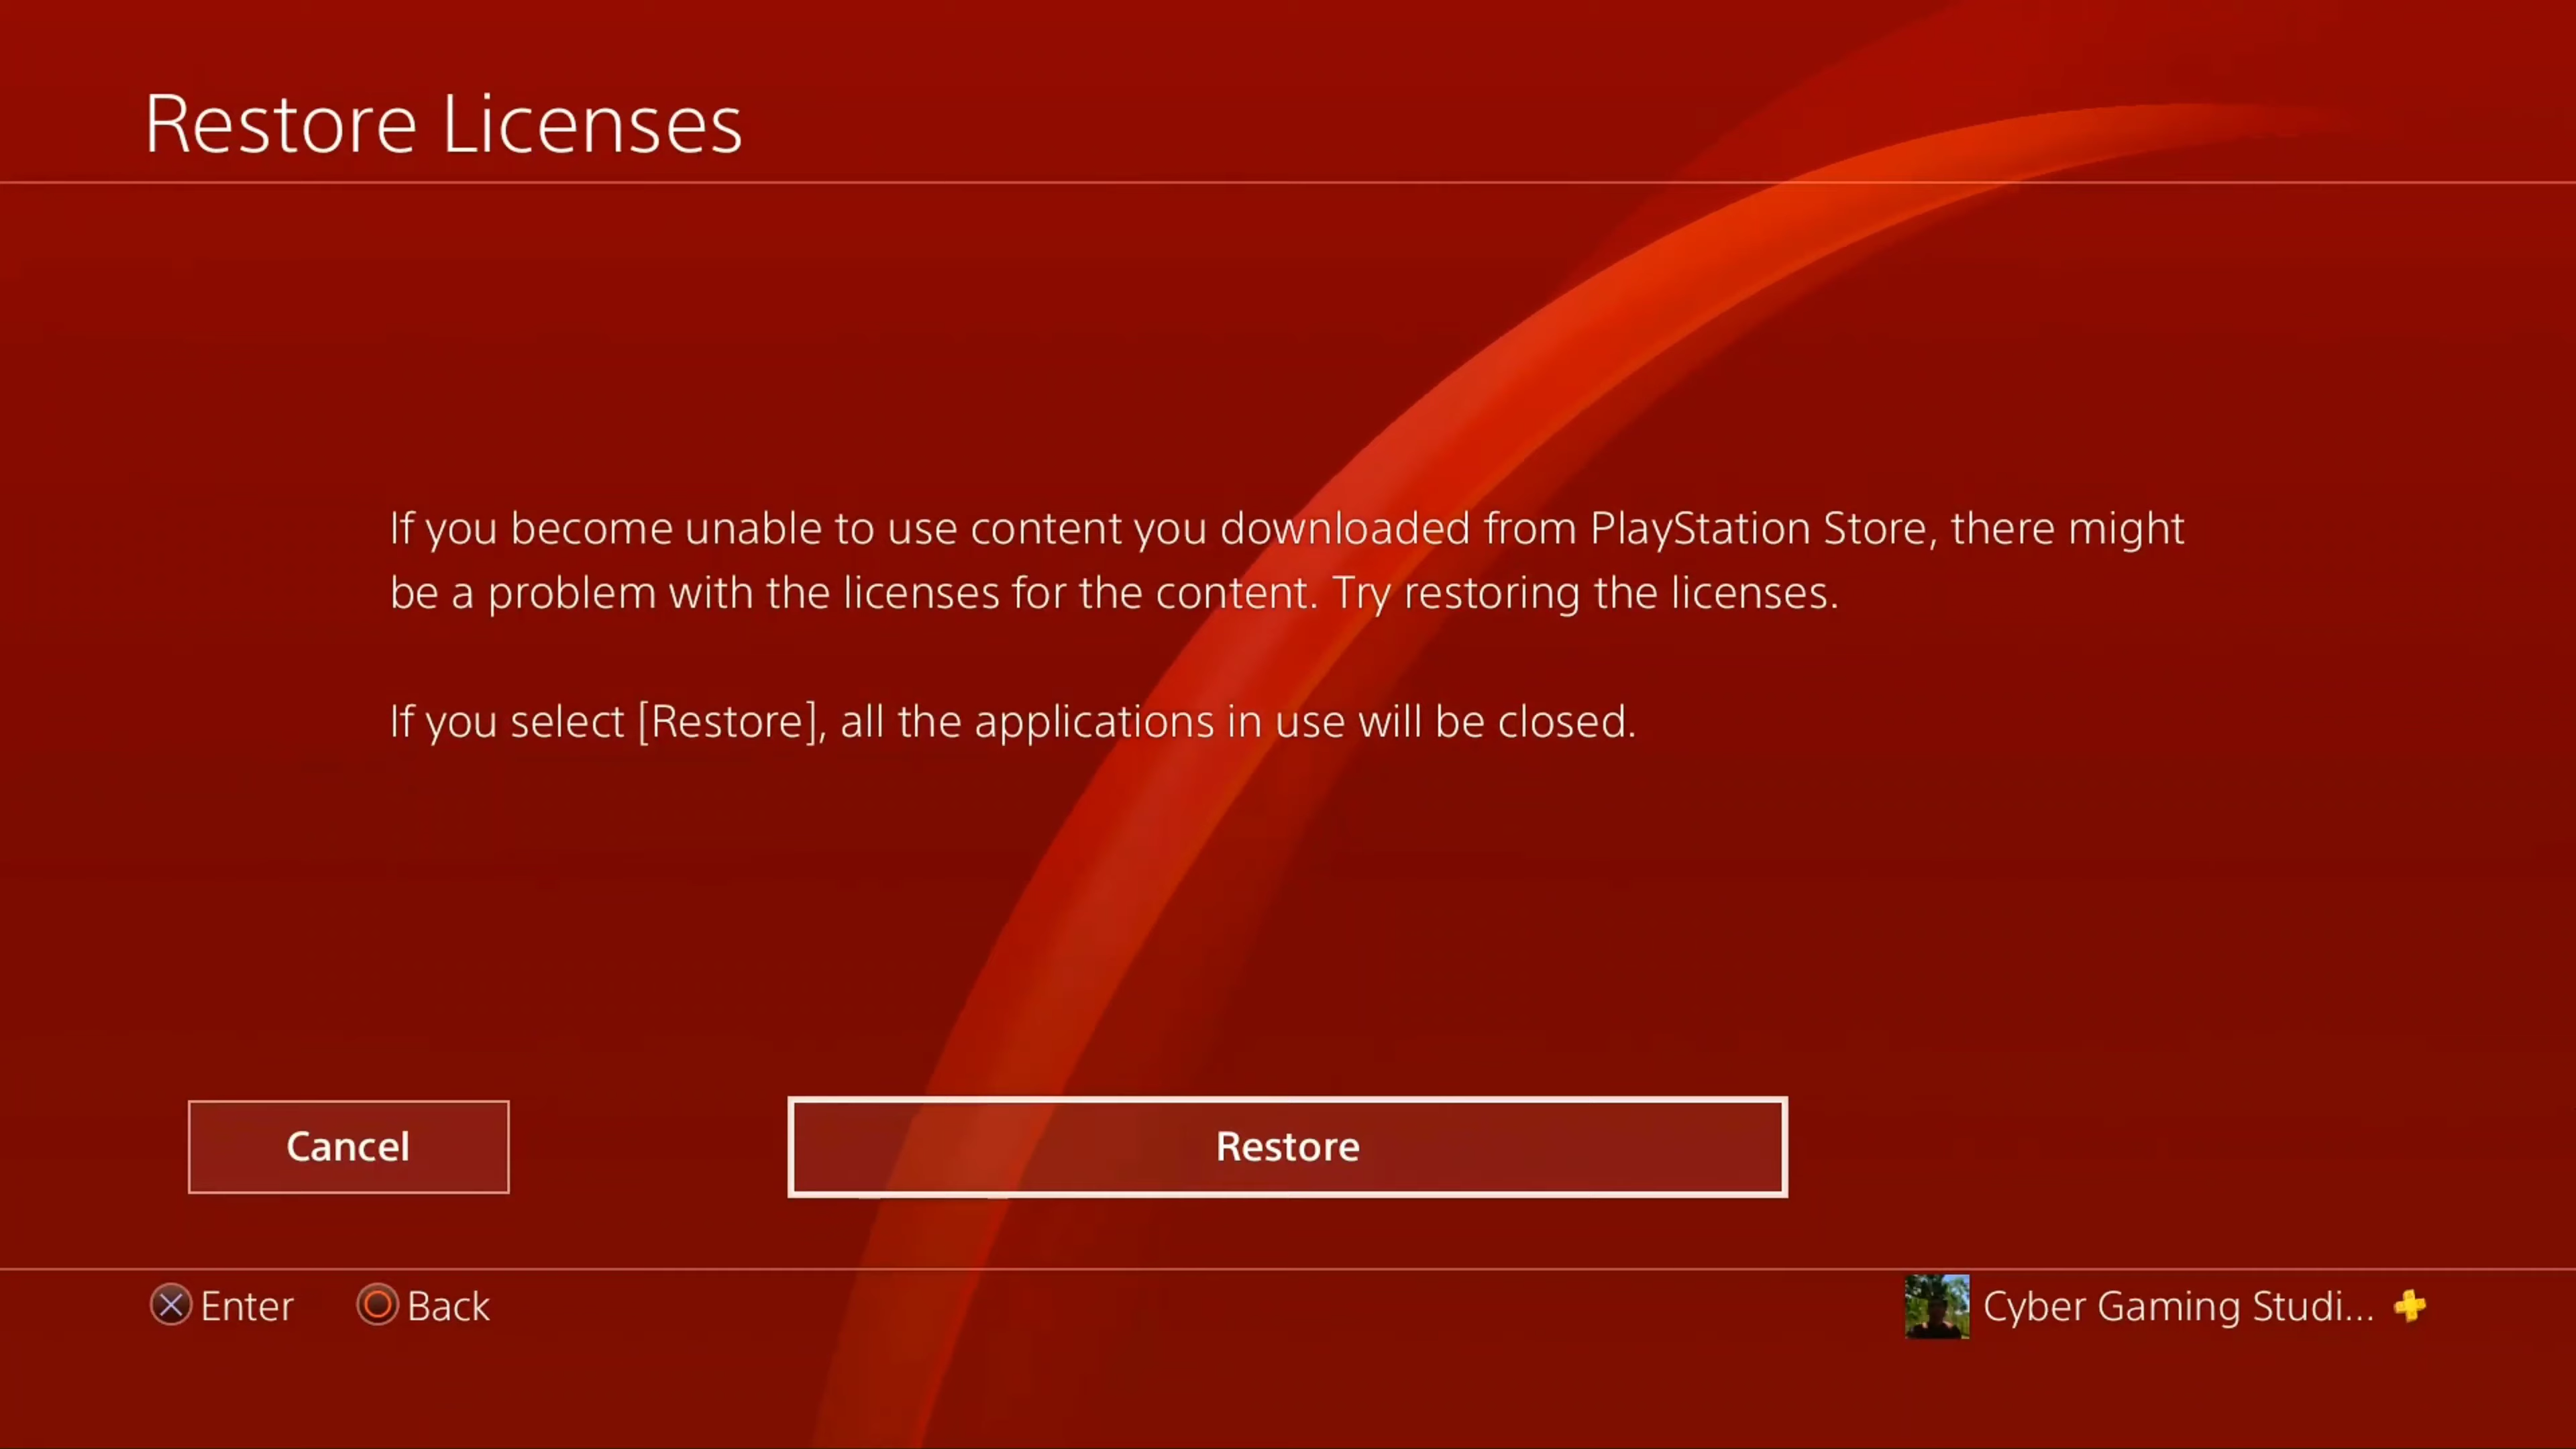 Restore Licenses
If you become unable to use content you downloaded from PlayStation Store, there might
be a problem with the licenses for the content. Try restoring the licenses.
If you select [Restore], all the applications in use will be closed.
Cancel
Restore
Enter
Back
Cyber Gaming Studi...